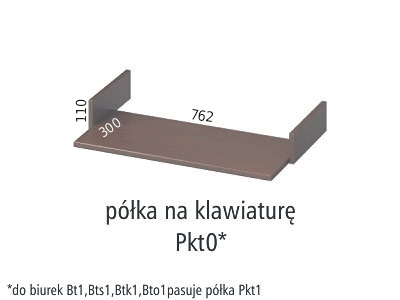 762
110
300
półka na klawiaturę
Pkt0*
*do biurek Bt1,Bts1,Btk1,Bto1pasuje półka Pkt1